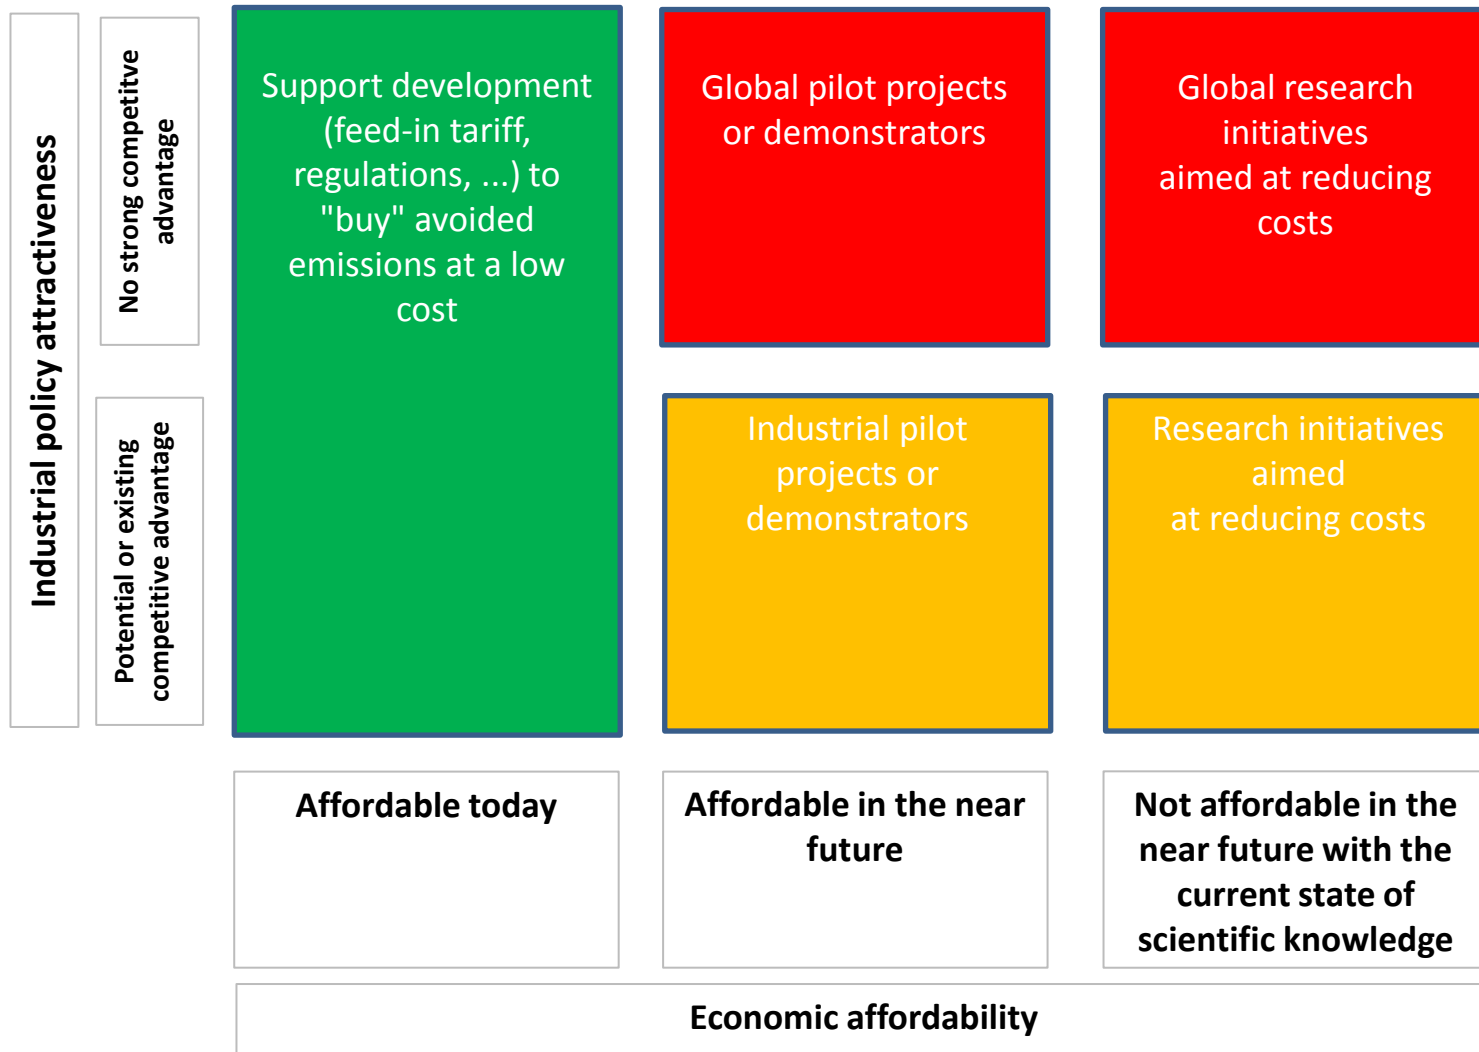 Industrial policy attractiveness
No strong competitive
advantage
Potential or existing
competitive advantage
Support development
(feed-in tariff,
regulations, ...) to
"buy" avoided
emissions at a low
cost
Global pilot projects
or demonstrators
Global research
initiatives
aimed at reducing
costs
Industrial pilot
projects or
demonstrators
Research initiatives
aimed
at reducing costs
Affordable today
Affordable in the near
future
Not affordable in the
near future with the
current state of
scientific knowledge
Economic affordability